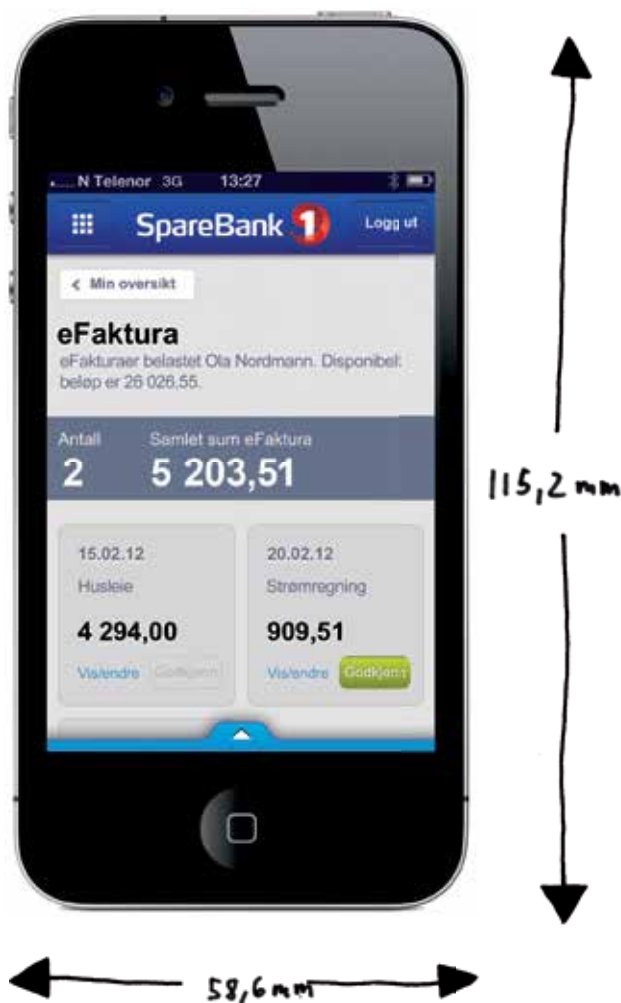 N Telenor 3G 13:27
SpareBank 1 Logg ut
Min oversikt
eFaktura
eFakturaer belastet Ola Nordmann. Disponibelt
beløp er 26 026,55.
Antall Samlet sum eFaktura
2 5 203,51
15.02.12 20.02.12
Husleie Strømregning
4 294,00 909,51
Vis/endre Godkjenn Vis/endre Godkjenn
115,2 mm
58,6 mm